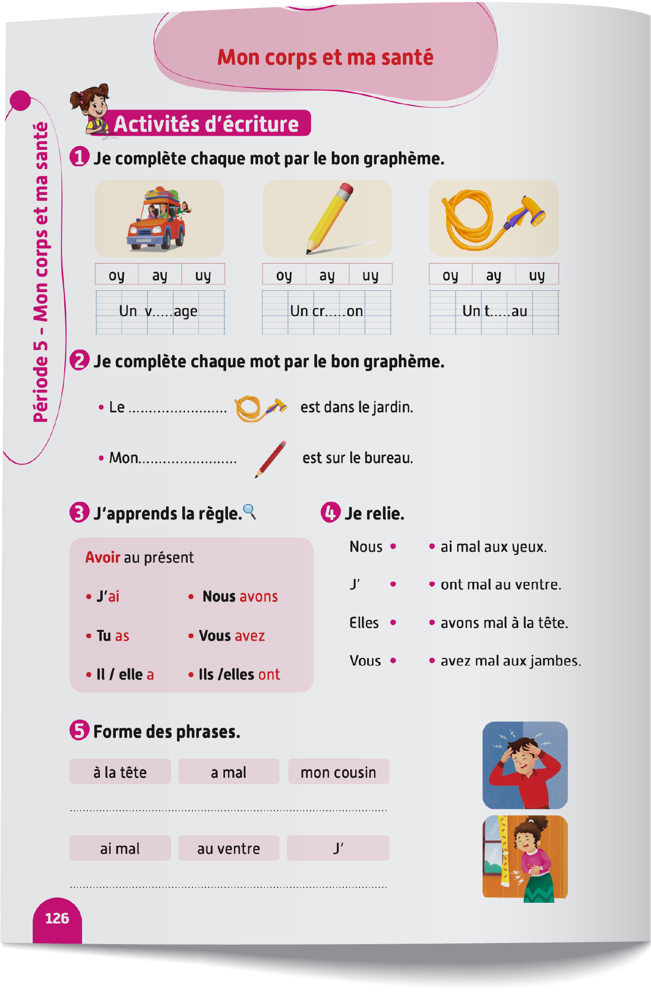 Mon corps et ma santé
Période 5 – Mon corps et ma santé
Activités d'écriture
1 Je complète chaque mot par le bon graphème.
oy ay uy
oy ay uy
oy ay uy
Un v.....age
Un cr.....on
Un t.....au
2 Je complète chaque mot par le bon graphème.
• Le ......................... est dans le jardin.
• Mon......................... est sur le bureau.
3 J'apprends la règle.
Avoir au présent
• J'ai • Nous avons
• Tu as • Vous avez
• Il / elle a • Ils /elles ont
4 Je relie.
Nous • • ai mal aux yeux.
J' • • ont mal au ventre.
Elles • • avons mal à la tête.
Vous • • avez mal aux jambes.
5 Forme des phrases.
à la tête a mal mon cousin
ai mal au ventre J'
126